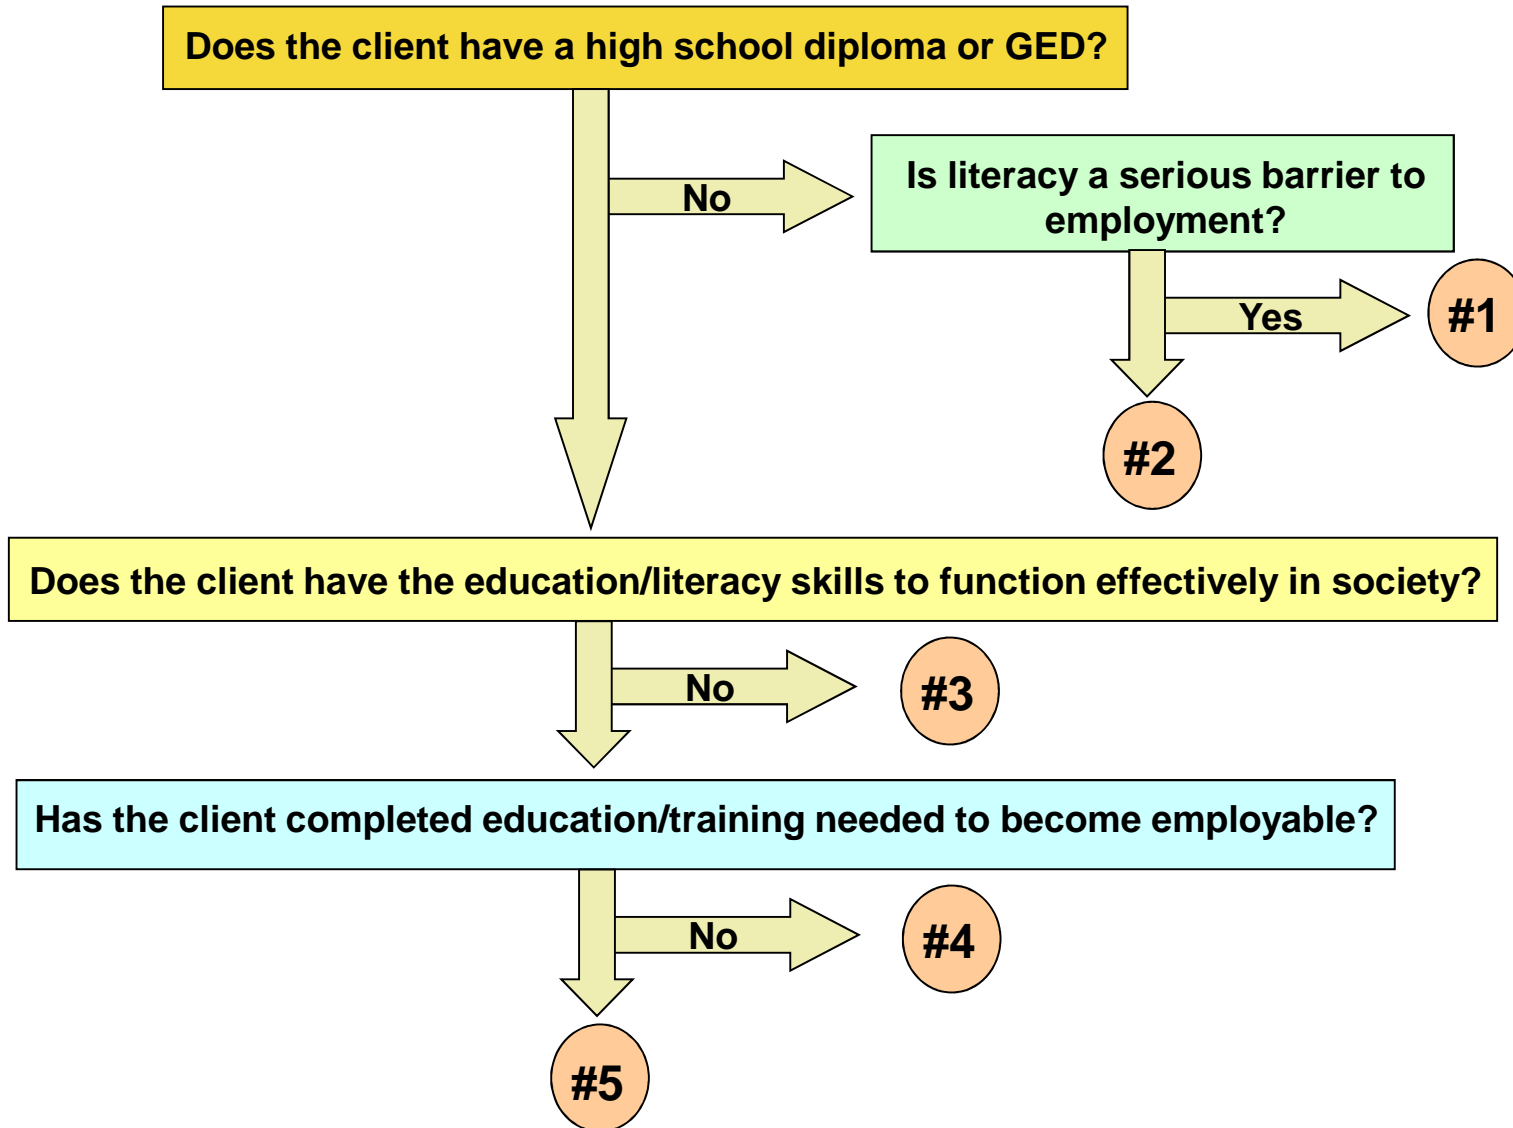 Does the client have a high school diploma or GED?
No
Is literacy a serious barrier to
employment?
Yes
#1
#2
Does the client have the education/literacy skills to function effectively in society?
No
#3
Has the client completed education/training needed to become employable?
No
#4
#5